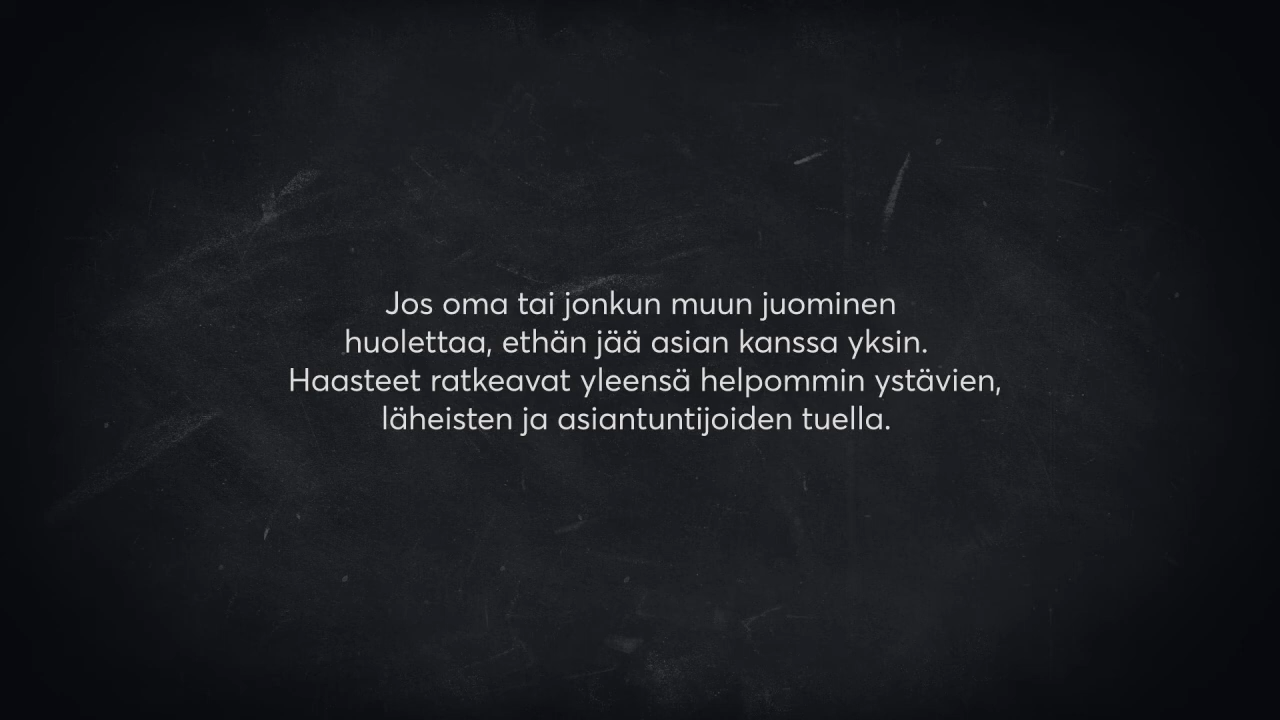 Jos oma tai jonkun muun juominen
huolettaa, ethän jää asian kanssa yksin.
Haasteet ratkeavat yleensä helpommin ystävien,
läheisten ja asiantuntijoiden tuella.